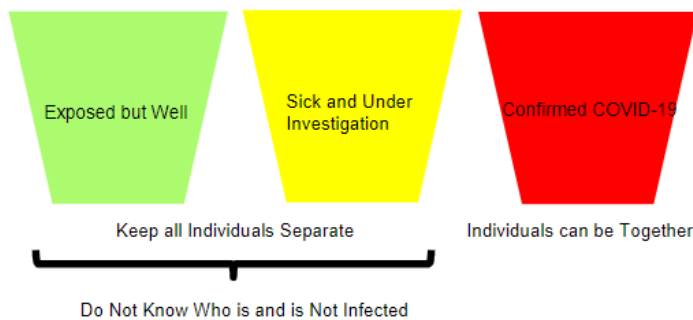 Exposed but Well
Sick and Under
Investigation
Confirmed COVID-19
Keep all Individuals Separate
Individuals can be Together
Do Not Know Who is and is Not Infected